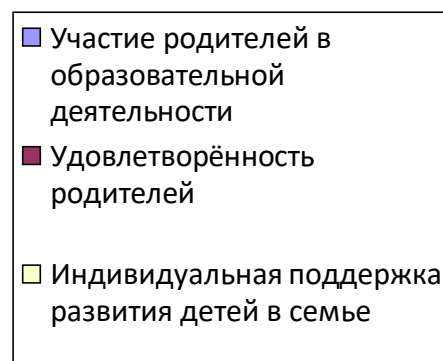 Участие родителей в
образовательной
деятельности
Удовлетворённость
родителей
Индивидуальная поддержка
развития детей в семье